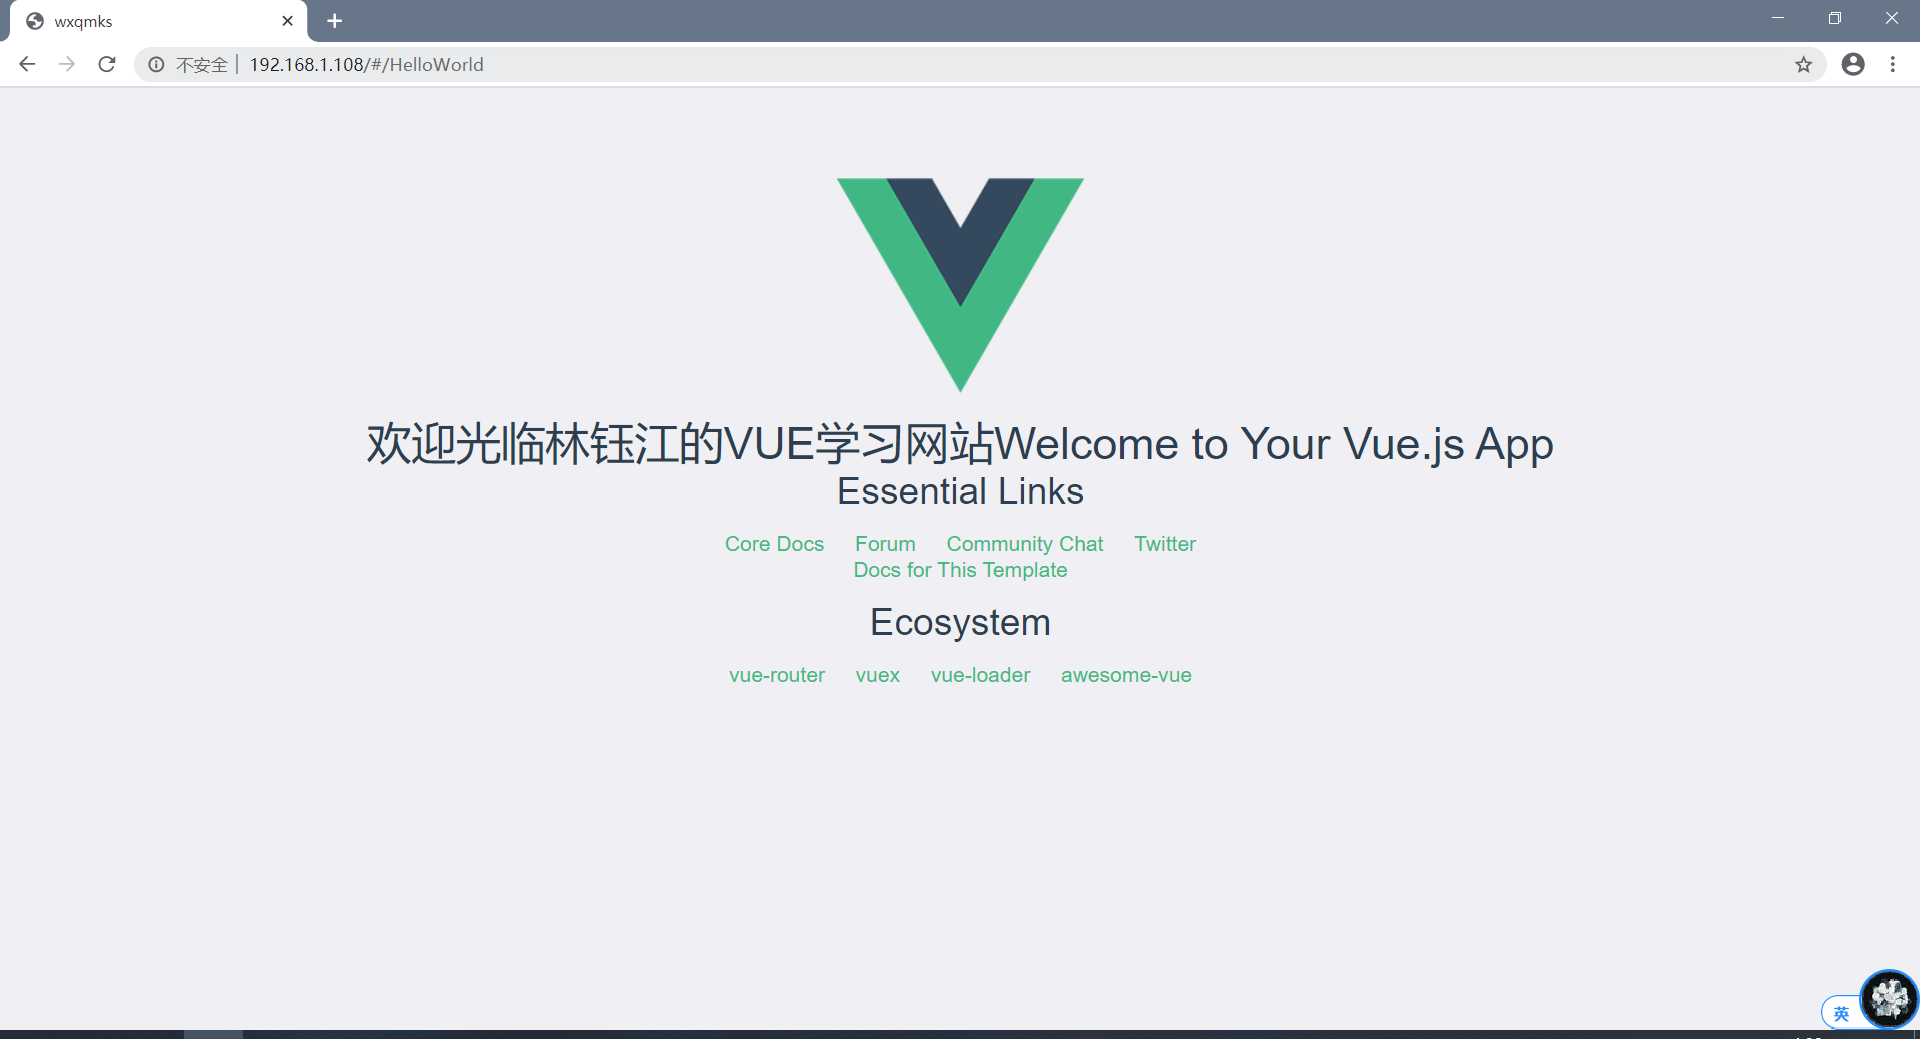 wxqmks
不安全 192.168.1.108/#/HelloWorld
欢迎光临林钰江的VUE学习网站Welcome to Your Vue.js App
Essential Links
Core Docs Forum Community Chat Twitter
Docs for This Template
Ecosystem
vue-router vuex vue-loader awesome-vue
英